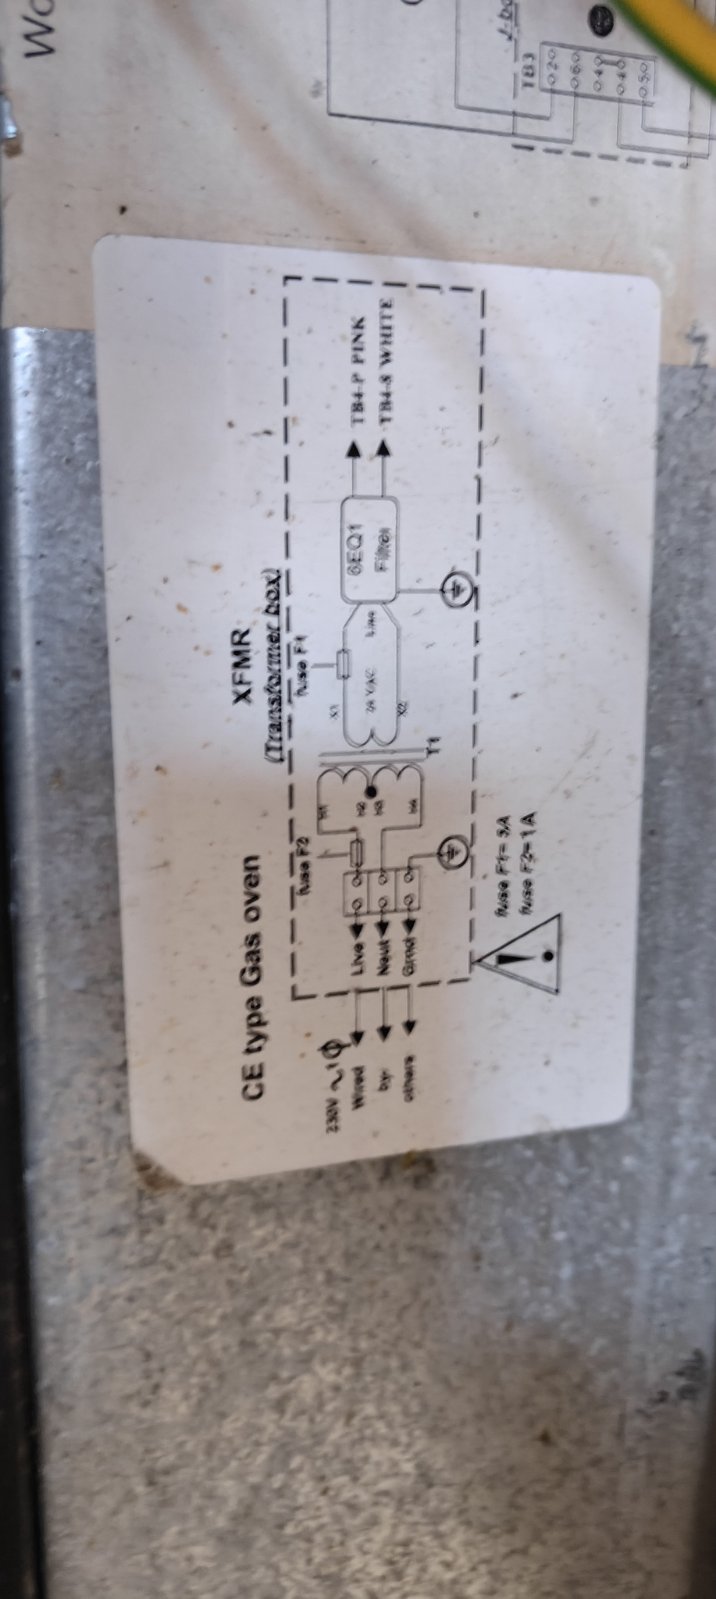 Wo
TB3
CE type Gas oven
XFMR
(Transformer box)
fuse F2
fuse F1
230V ~ 1Φ
Wired
by
others
Live
Neut
Grnd
H1
H2
H3
H4
X1
24 VAC
X2
Line
T1
6EQ1
Filter
TB4-P PINK
TB4-S WHITE
fuse F1= 3A
fuse F2=1A